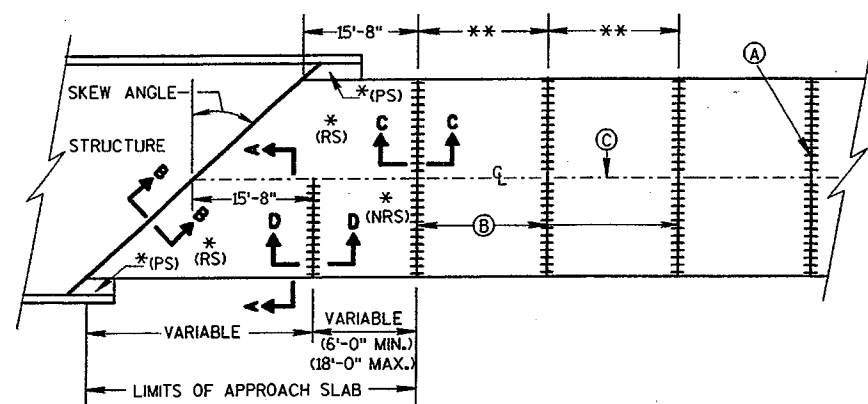 15'-8" ** **
A
SKEW ANGLE
*(PS)
*
(RS)
C C
STRUCTURE
A
B
℄
C
15'-8"
*
(NRS)
B
D D
B
*
(RS)
*(PS)
A
VARIABLE
VARIABLE
(6'-0" MIN.)
(18'-0" MAX.)
LIMITS OF APPROACH SLAB